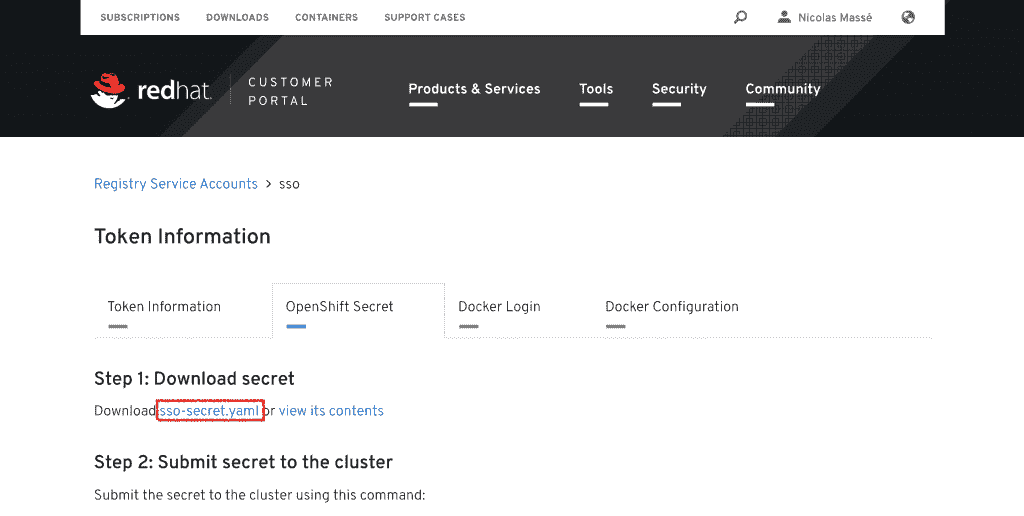 SUBSCRIPTIONS DOWNLOADS CONTAINERS SUPPORT CASES Nicolas Massé
redhat. CUSTOMER PORTAL Products & Services Tools Security Community
Registry Service Accounts > sso
Token Information
Token Information OpenShift Secret Docker Login Docker Configuration
Step 1: Download secret
Download sso-secret.yaml or view its contents
Step 2: Submit secret to the cluster
Submit the secret to the cluster using this command: